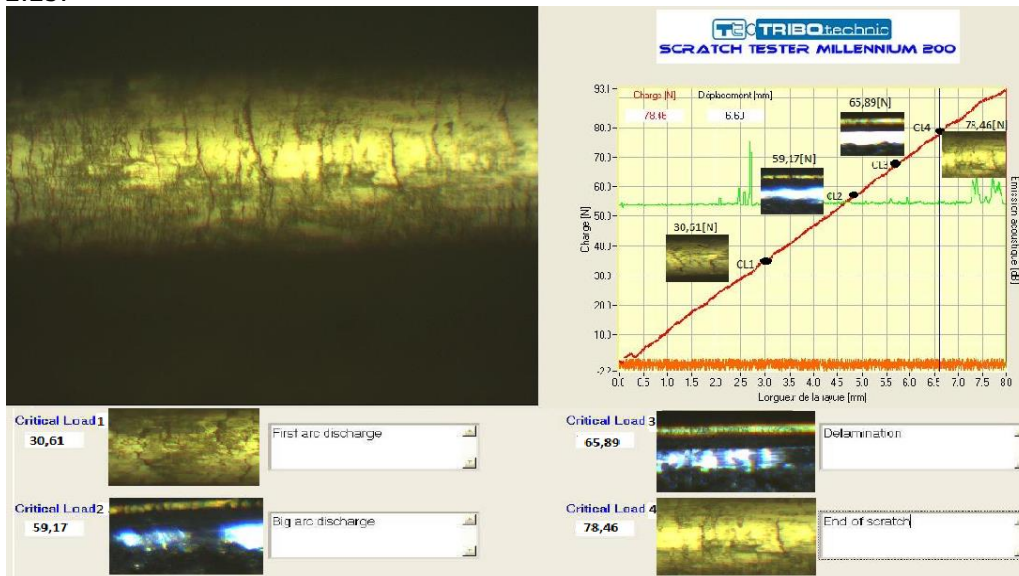 TRIBOtechnic
SCRATCH TESTER MILLENNIUM 200
Charge [N]
Déplacement [mm]
78.46
6.60
93.1
80.0
70.0
60.0
50.0
40.0
30.0
20.0
10.0
-2.2
Charge [N]
Emission acoustique [dB]
65,89[N]
CL4
78,46[N]
59,17[N]
CL3
CL2
30,61[N]
CL1
0.0 0.5 1.0 1.5 2.0 2.5 3.0 3.5 4.0 4.5 5.0 5.5 6.0 6.5 7.0 7.5 8.0
Longueur de la rayure [mm]
Critical Load 1
30,61
First arc discharge
Critical Load 2
59,17
Big arc discharge
Critical Load 3
65,89
Delamination
Critical Load 4
78,46
End of scratch